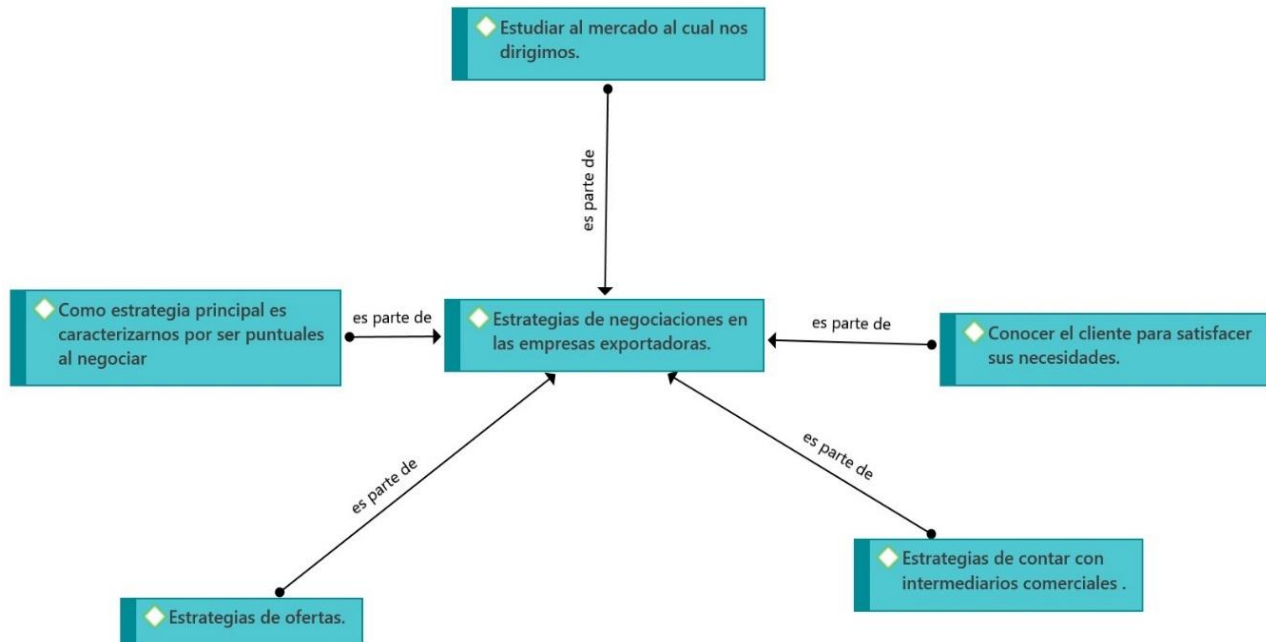 Estudiar al mercado al cual nos
dirigimos.
es parte de
Como estrategia principal es
caracterizarnos por ser puntuales
al negociar
es parte de
Estrategias de negociaciones en
las empresas exportadoras.
es parte de
Conocer el cliente para satisfacer
sus necesidades.
es parte de
es parte de
Estrategias de contar con
intermediarios comerciales .
Estrategias de ofertas.